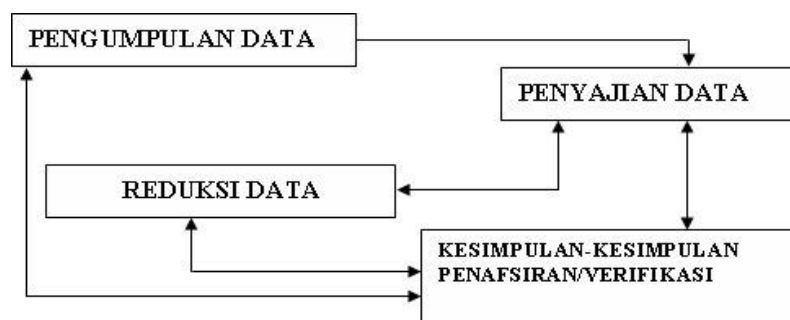 PENGUMPULAN DATA
PENYAJIAN DATA
REDUKSI DATA
KESIMPULAN-KESIMPULAN
PENAFSIRAN/VERIFIKASI